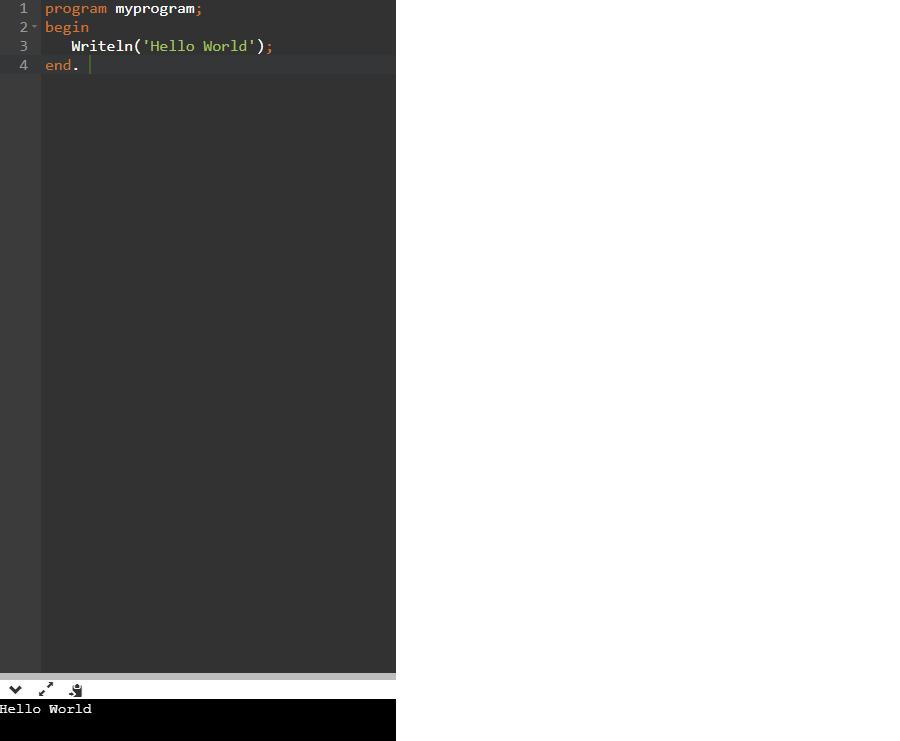 1 program myprogram;
2 begin
3    Writeln('Hello World');
4 end.
Hello World